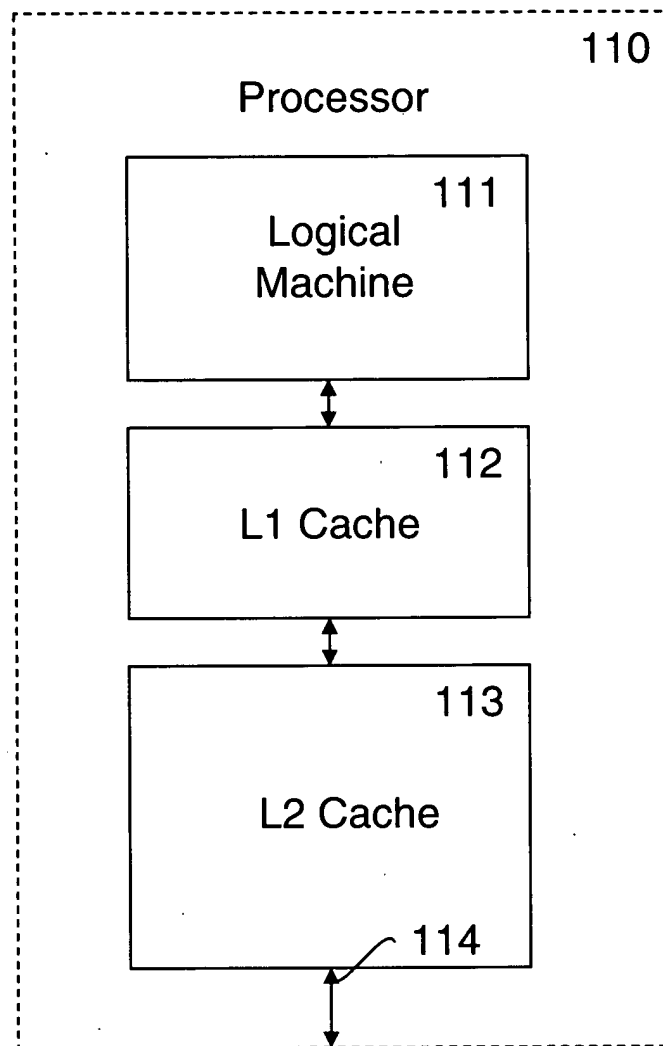 110
Processor
111
Logical
Machine
112
L1 Cache
113
L2 Cache
114